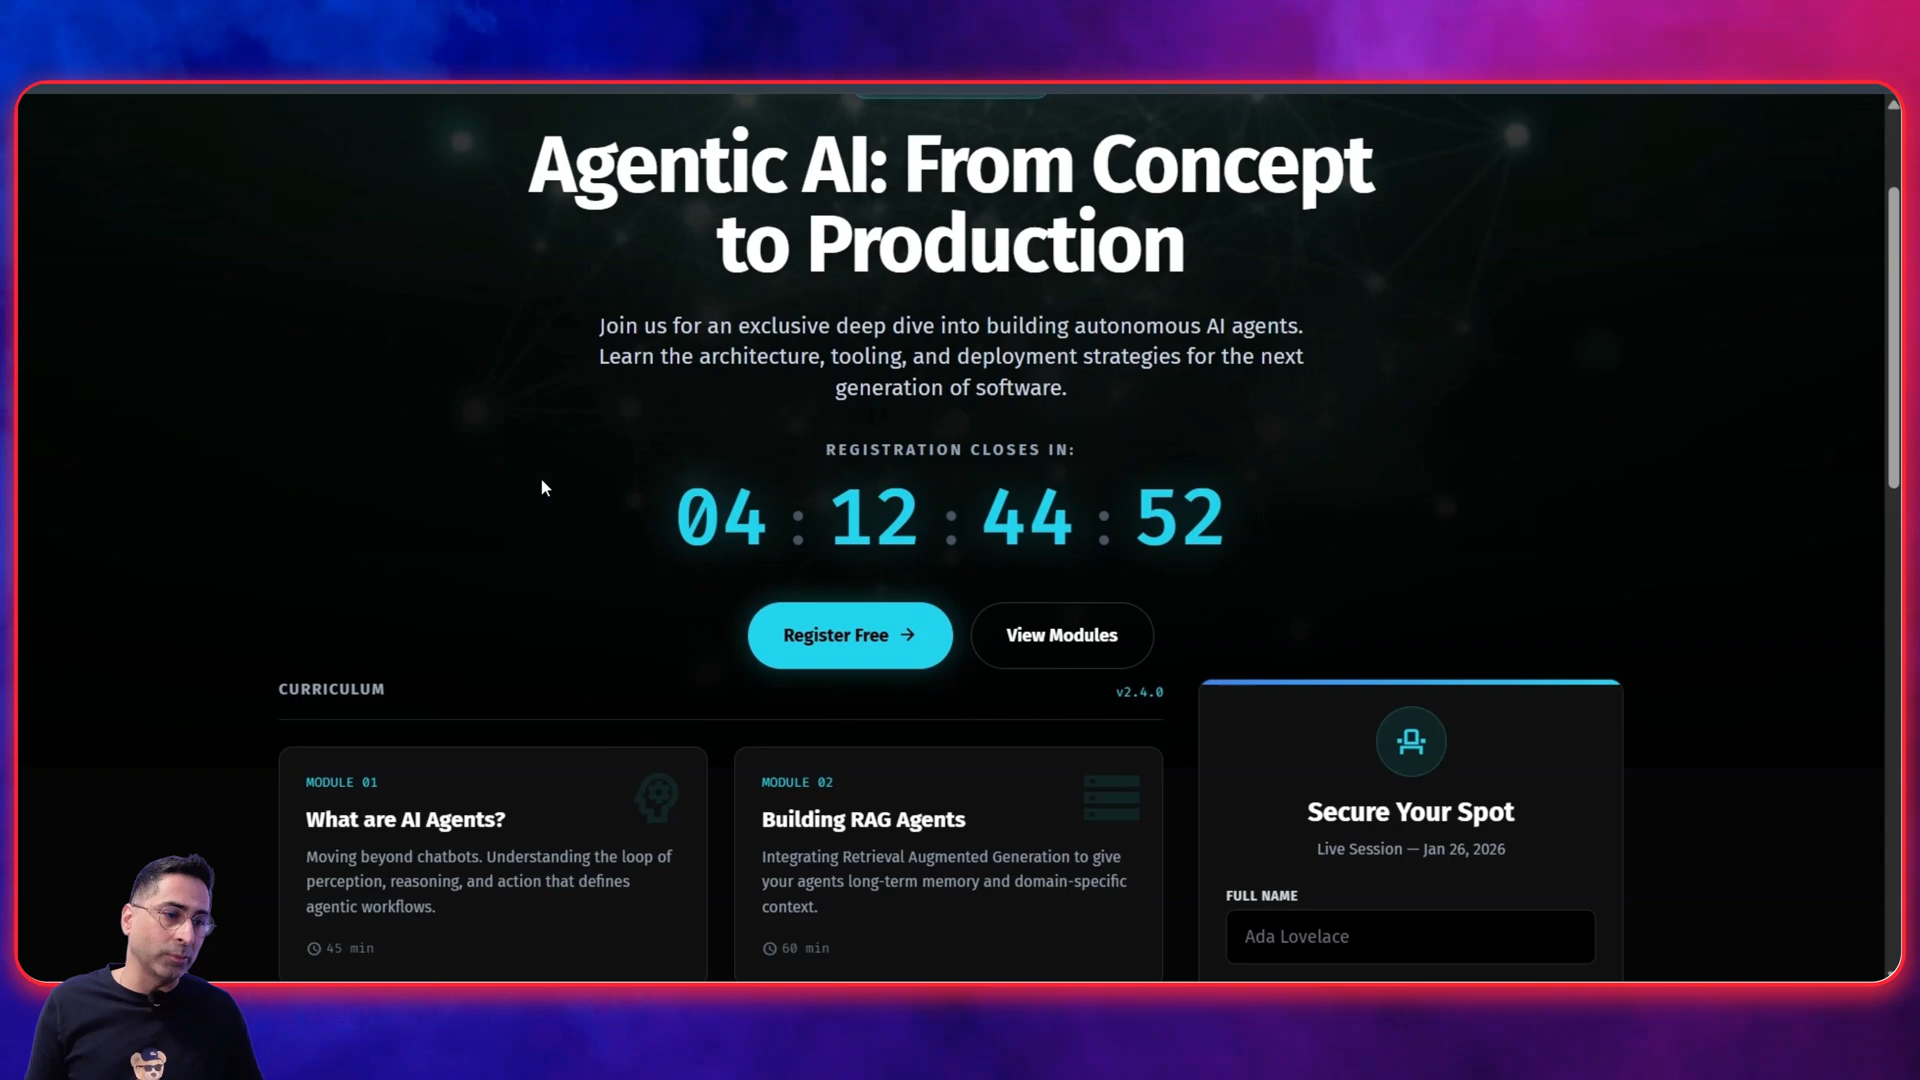 Agentic AI: From Concept
to Production
Join us for an exclusive deep dive into building autonomous AI agents.
Learn the architecture, tooling, and deployment strategies for the next
generation of software.
REGISTRATION CLOSES IN:
04 : 12 : 44 : 52
Register Free →
View Modules
CURRICULUM
v2.4.0
MODULE 01
What are AI Agents?
Moving beyond chatbots. Understanding the loop of
perception, reasoning, and action that defines
agentic workflows.
45 min
MODULE 02
Building RAG Agents
Integrating Retrieval Augmented Generation to give
your agents long-term memory and domain-specific
context.
60 min
Secure Your Spot
Live Session — Jan 26, 2026
FULL NAME
Ada Lovelace